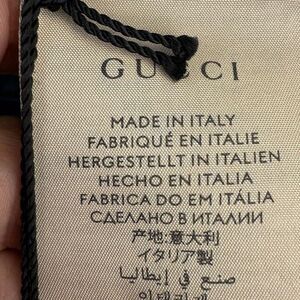 GUCCI
MADE IN ITALY
FABRIQUÉ EN ITALIE
HERGESTELLT IN ITALIEN
HECHO EN ITALIA
FABRICA DO EM ITÁLIA
СДЕЛАНО В ИТАЛИИ
产地:意大利
イタリア製
صنع في إيطاليا